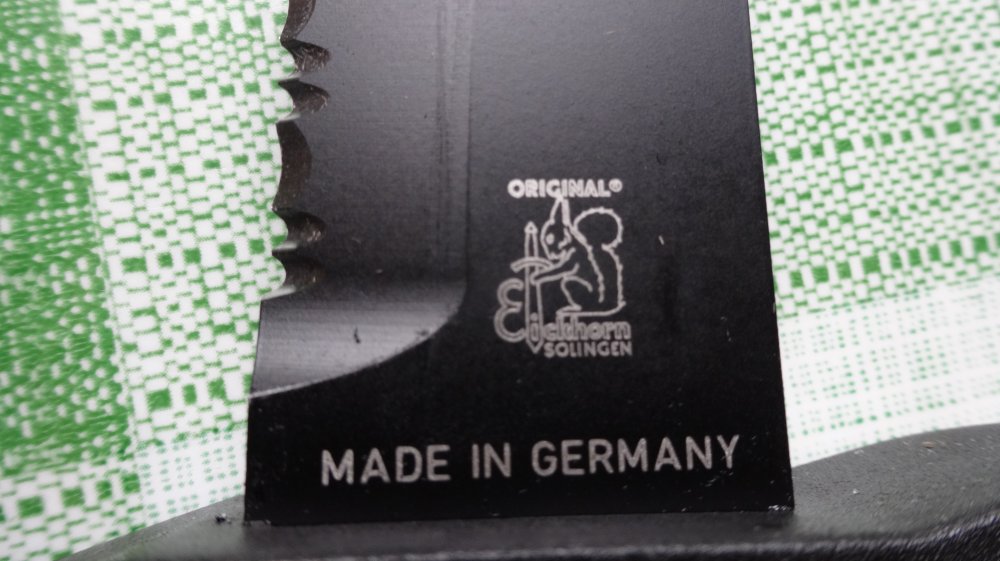 ORIGINAL®
Eickhorn
SOLINGEN
MADE IN GERMANY